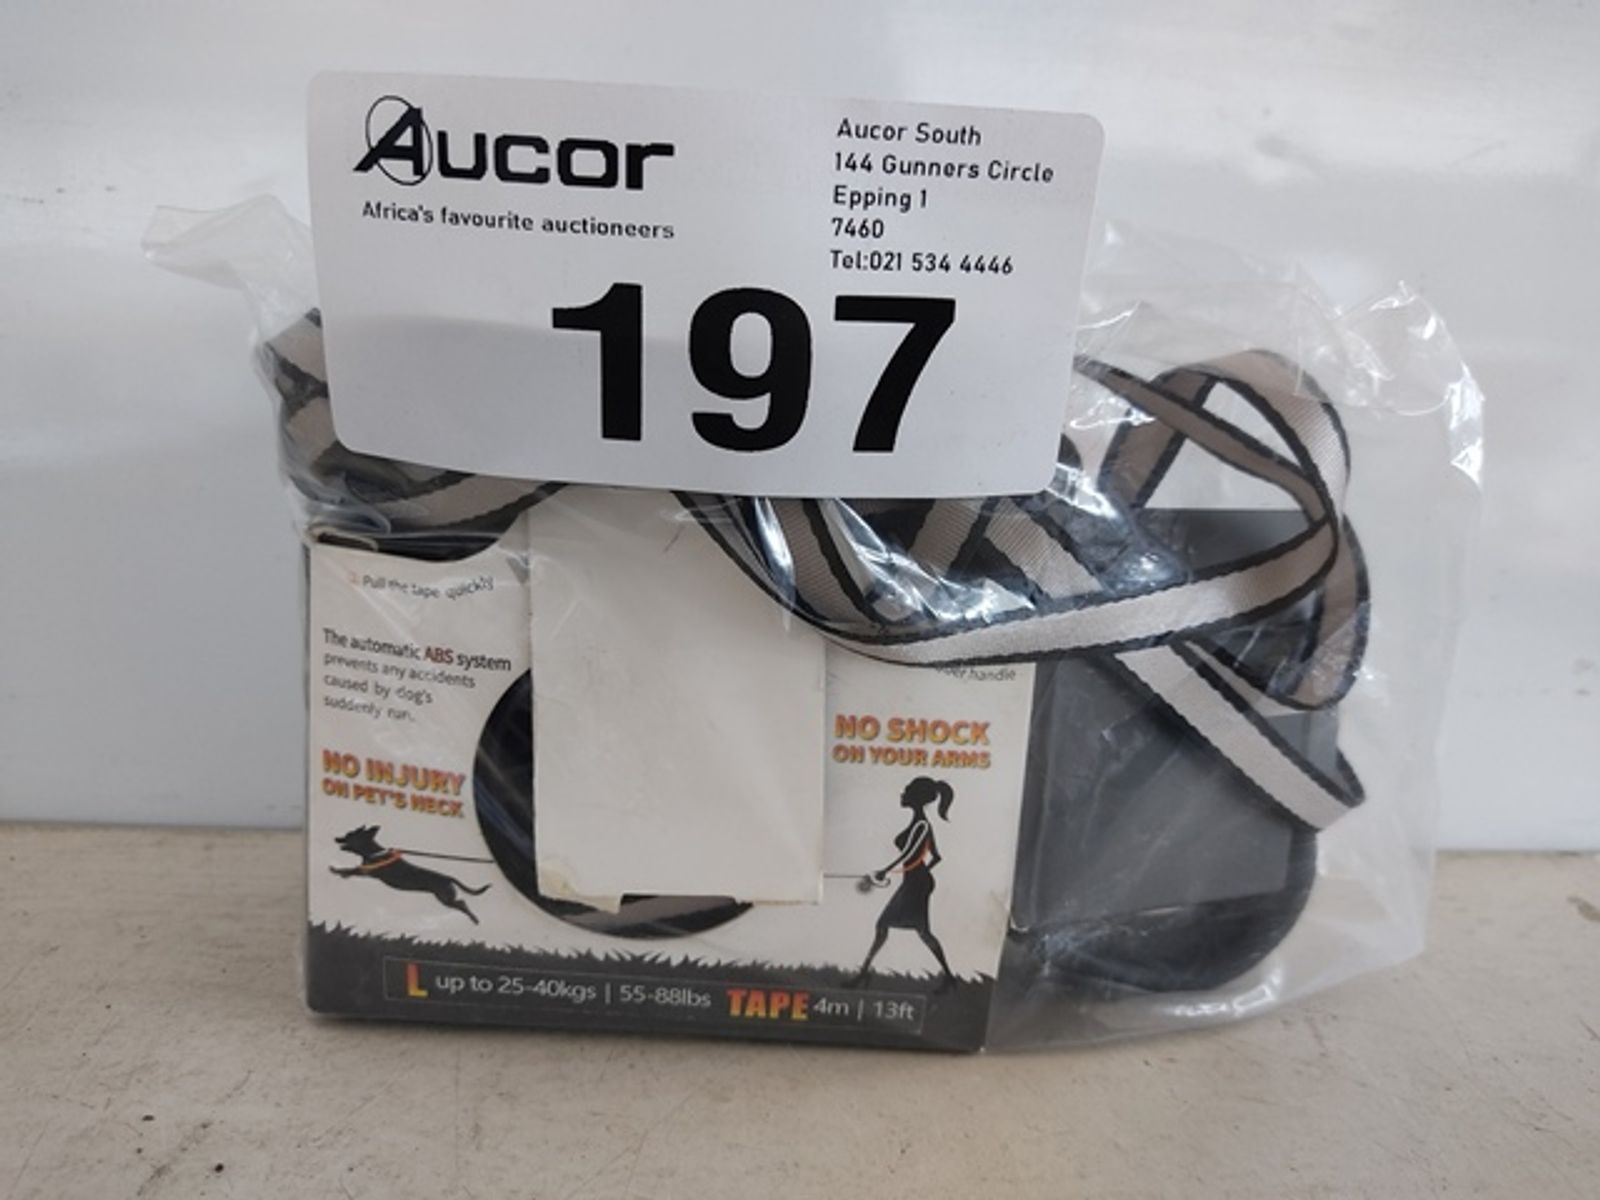 Aucor
Africa's favourite auctioneers
Aucor South
144 Gunners Circle
Epping 1
7460
Tel:021 534 4446
197
2. Pull the tape quickly
The automatic ABS system
prevents any accidents
caused by dog's
suddenly run.
NO INJURY
ON PET'S NECK
handle
NO SHOCK
ON YOUR ARMS
L up to 25-40kgs | 55-88lbs TAPE 4m | 13ft